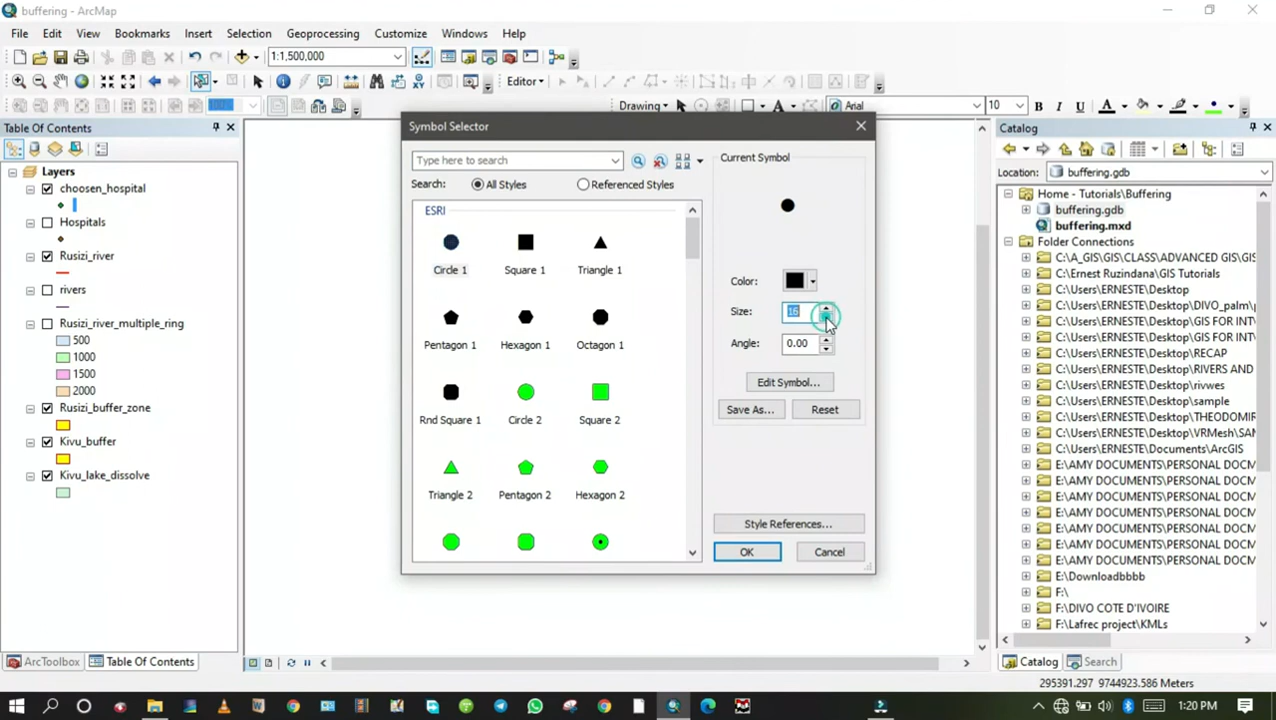 buffering - ArcMap
File Edit View Bookmarks Insert Selection Geoprocessing Customize Windows Help
1:1,500,000
Editor
Drawing Arial 10 B I U A
Table Of Contents
Layers
choosen_hospital
Hospitals
Rusizi_river
rivers
Rusizi_river_multiple_ring
500
1000
1500
2000
Rusizi_buffer_zone
Kivu_buffer
Kivu_lake_dissolve
ArcToolbox Table Of Contents
Symbol Selector
Type here to search
Search: All Styles Referenced Styles
ESRI
Circle 1 Square 1 Triangle 1
Pentagon 1 Hexagon 1 Octagon 1
Rnd Square 1 Circle 2 Square 2
Triangle 2 Pentagon 2 Hexagon 2
Current Symbol
Color:
Size: 16
Angle: 0.00
Edit Symbol...
Save As... Reset
Style References...
OK Cancel
Catalog
Location: buffering.gdb
Home - Tutorials\Buffering
buffering.gdb
buffering.mxd
Folder Connections
C:\A_GIS\GIS\CLASS\ADVANCED GIS\GIS
C:\Ernest Ruzindana\GIS Tutorials
C:\Users\ERNESTE\Desktop
C:\Users\ERNESTE\Desktop\DIVO_palm\
C:\Users\ERNESTE\Desktop\GIS FOR INT
C:\Users\ERNESTE\Desktop\GIS FOR INT
C:\Users\ERNESTE\Desktop\RECAP
C:\Users\ERNESTE\Desktop\RIVERS AND
C:\Users\ERNESTE\Desktop\rivwes
C:\Users\ERNESTE\Desktop\sample
C:\Users\ERNESTE\Desktop\THEODOMIR
C:\Users\ERNESTE\Desktop\VRMesh\SAN
C:\Users\ERNESTE\Documents\ArcGIS
E:\AMY DOCUMENTS\PERSONAL DOCM
E:\AMY DOCUMENTS\PERSONAL DOCM
E:\AMY DOCUMENTS\PERSONAL DOCM
E:\AMY DOCUMENTS\PERSONAL DOCM
E:\AMY DOCUMENTS\PERSONAL DOCM
E:\AMY DOCUMENTS\PERSONAL DOCM
E:\Downloadbbbb
F:\
F:\DIVO COTE D'IVOIRE
F:\Lafrec project\KMLs
Catalog Search
295391.297 9744923.586 Meters
1:20 PM